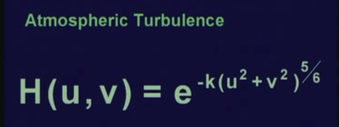 Atmospheric Turbulence
H(u,v) = e^-k(u²+v²)^5/6